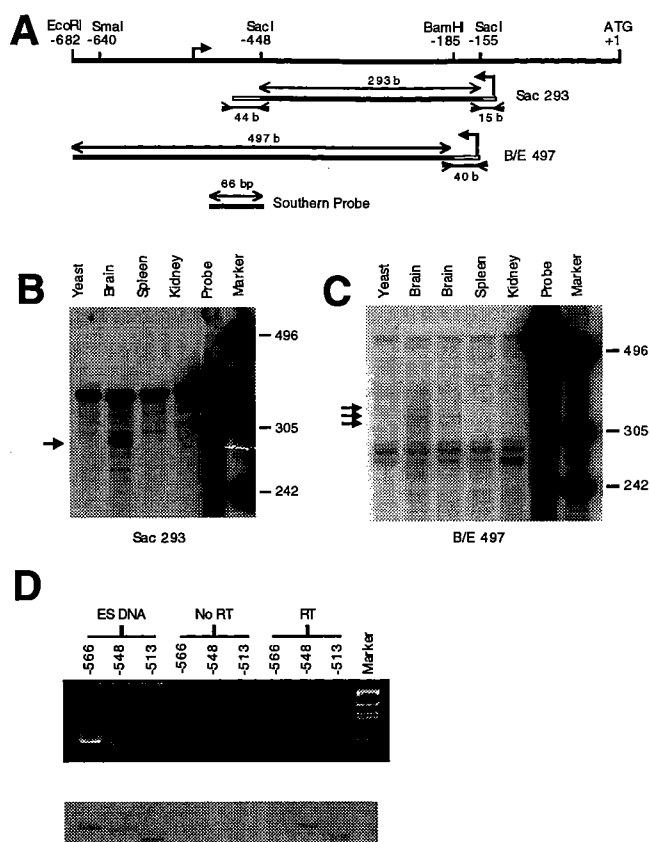 A
EcoRI SmaI SacI BamHI SacI ATG
-682 -640 -448 -185 -155 +1
293 b
Sac 293
44 b 15 b
497 b
B/E 497
40 b
66 bp
Southern Probe
B
Yeast Brain Spleen Kidney Probe Marker
496
305
242
Sac 293
C
Yeast Brain Brain Spleen Kidney Probe Marker
496
305
242
B/E 497
D
ES DNA No RT RT
-566 -548 -513 -566 -548 -513 -566 -548 -513 Marker